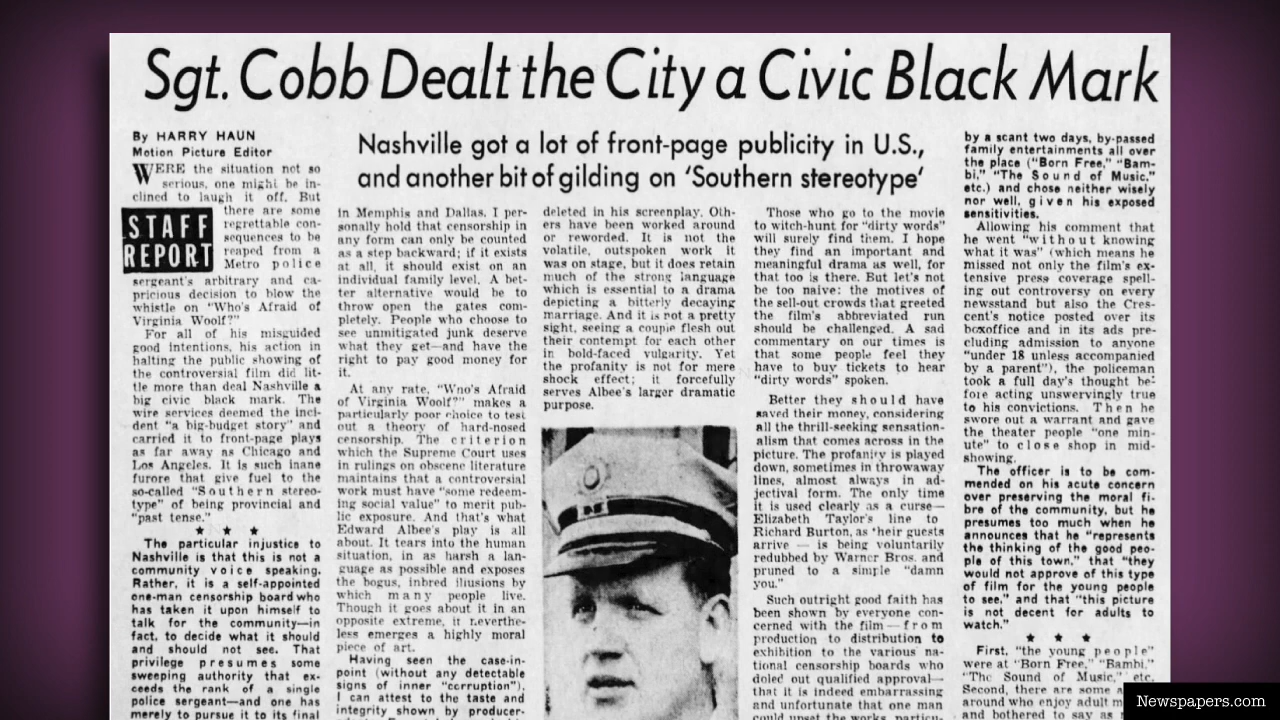 Sgt. Cobb Dealt the City a Civic Black Mark
By HARRY HAUN
Motion Picture Editor
Nashville got a lot of front-page publicity in U.S.,
and another bit of gilding on 'Southern stereotype'
WERE the situation not so
serious, one might be in-
clined to laugh it off. But
STAFF
REPORT
there are some
regrettable con-
sequences to be
reaped from a
Metro police
sergeant's arbitrary and ca-
pricious decision to blow the
whistle on "Who's Afraid of
Virginia Woolf?"
For all of his misguided
good intentions, his action in
halting the public showing of
the controversial film did lit-
tle more than deal Nashville a
big civic black mark. The
wire services deemed the inci-
dent "a big-budget story" and
carried it to front-page plays
as far away as Chicago and
Los Angeles. It is such inane
furore that give fuel to the
so-called "Southern stereo-
type" of being provincial and
"past tense."
★ ★ ★
The particular injustice to
Nashville is that this is not a
community voice speaking.
Rather, it is a self-appointed
one-man censorship board who
has taken it upon himself to
talk for the community—in
fact, to decide what it should
and should not see. That
privilege presumes some
sweeping authority that ex-
ceeds the rank of a single
police sergeant—and one has
merely to pursue it to its final
in Memphis and Dallas. I per-
sonally hold that censorship in
any form can only be counted
as a step backward; if it exists
at all, it should exist on an
individual family level. A bet-
ter alternative would be to
throw open the gates com-
pletely. People who choose to
see unmitigated junk deserve
what they get—and have the
right to pay good money for
it.
At any rate, "Who's Afraid
of Virginia Woolf?" makes a
particularly poor choice to test
out a theory of hard-nosed
censorship. The criterion
which the Supreme Court uses
in rulings on obscene literature
maintains that a controversial
work must have "some redeem-
ing social value" to merit pub-
lic exposure. And that's what
Edward Albee's play is all
about. It tears into the human
situation, in as harsh a lan-
guage as possible and exposes
the bogus, inbred illusions by
which many people live.
Though it goes about it in an
opposite extreme, it neverthe-
less emerges a highly moral
piece of art.
Having seen the case-in-
point (without any detectable
signs of inner "corruption"),
I can attest to the taste and
integrity shown by producer-
deleted in his screenplay. Oth-
ers have been worked around
or reworded. It is not the
volatile, outspoken work it
was on stage, but it does retain
much of the strong language
which is essential to a drama
depicting a bitterly decaying
marriage. And it is not a pretty
sight, seeing a couple flesh out
their contempt for each other
in bold-faced vulgarity. Yet
the profanity is not for mere
shock effect; it forcefully
serves Albee's larger dramatic
purpose.
Those who go to the movie
to witch-hunt for "dirty words"
will surely find them. I hope
they find an important and
meaningful drama as well, for
that too is there. But let's not
be too naive: the motives of
the sell-out crowds that greeted
the film's abbreviated run
should be challenged. A sad
commentary on our times is
that some people feel they
have to buy tickets to hear
"dirty words" spoken.
Better they should have
saved their money, considering
all the thrill-seeking sensation-
alism that comes across in the
picture. The profanity is played
down, sometimes in throwaway
lines, almost always in ad-
jectival form. The only time
it is used clearly as a curse—
Elizabeth Taylor's line to
Richard Burton, as their guests
arrive — is being voluntarily
redubbed by Warner Bros. and
pruned to a simple "damn
you."
Such outright good faith has
been shown by everyone con-
cerned with the film—from
production to distribution to
exhibition to the various na-
tional censorship boards who
doled out qualified approval—
that it is indeed embarrassing
and unfortunate that one man
could upset the works, particu-
by a scant two days, by-passed
family entertainments all over
the place ("Born Free," "Bam-
bi," "The Sound of Music,"
etc.) and chose neither wisely
nor well, given his exposed
sensitivities.
Allowing his comment that
he went "without knowing
what it was" (which means he
missed not only the film's ex-
tensive press coverage spell-
ing out controversy on every
newsstand but also the Cres-
cent's notice posted over its
boxoffice and in its ads pre-
cluding admission to anyone
"under 18 unless accompanied
by a parent"), the policeman
took a full day's thought be-
fore acting unswervingly true
to his convictions. Then he
swore out a warrant and gave
the theater people "one min-
ute" to close shop in mid-
showing.
The officer is to be com-
mended on his acute concern
over preserving the moral fi-
bre of the community, but he
presumes too much when he
announces that he "represents
the thinking of the good peo-
ple of this town," that "they
would not approve of this type
of film for the young people
to see," and that "this picture
is not decent for adults to
watch."
★ ★ ★
First, "the young people"
were at "Born Free," "Bambi,"
"The Sound of Music," etc.
Second, there are some
around who enjoy adult
and bothered to say as
Newspapers.com